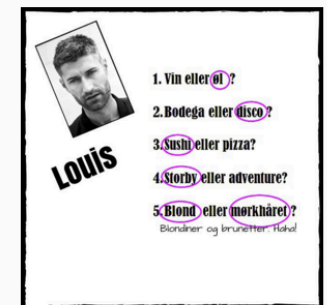 Louis
1. Vin eller øl ?
2. Bodega eller disco ?
3. Sushi eller pizza?
4. Storby eller adventure?
5. Blond eller mørkhåret ?
Blondiner og brunetter. Haha!